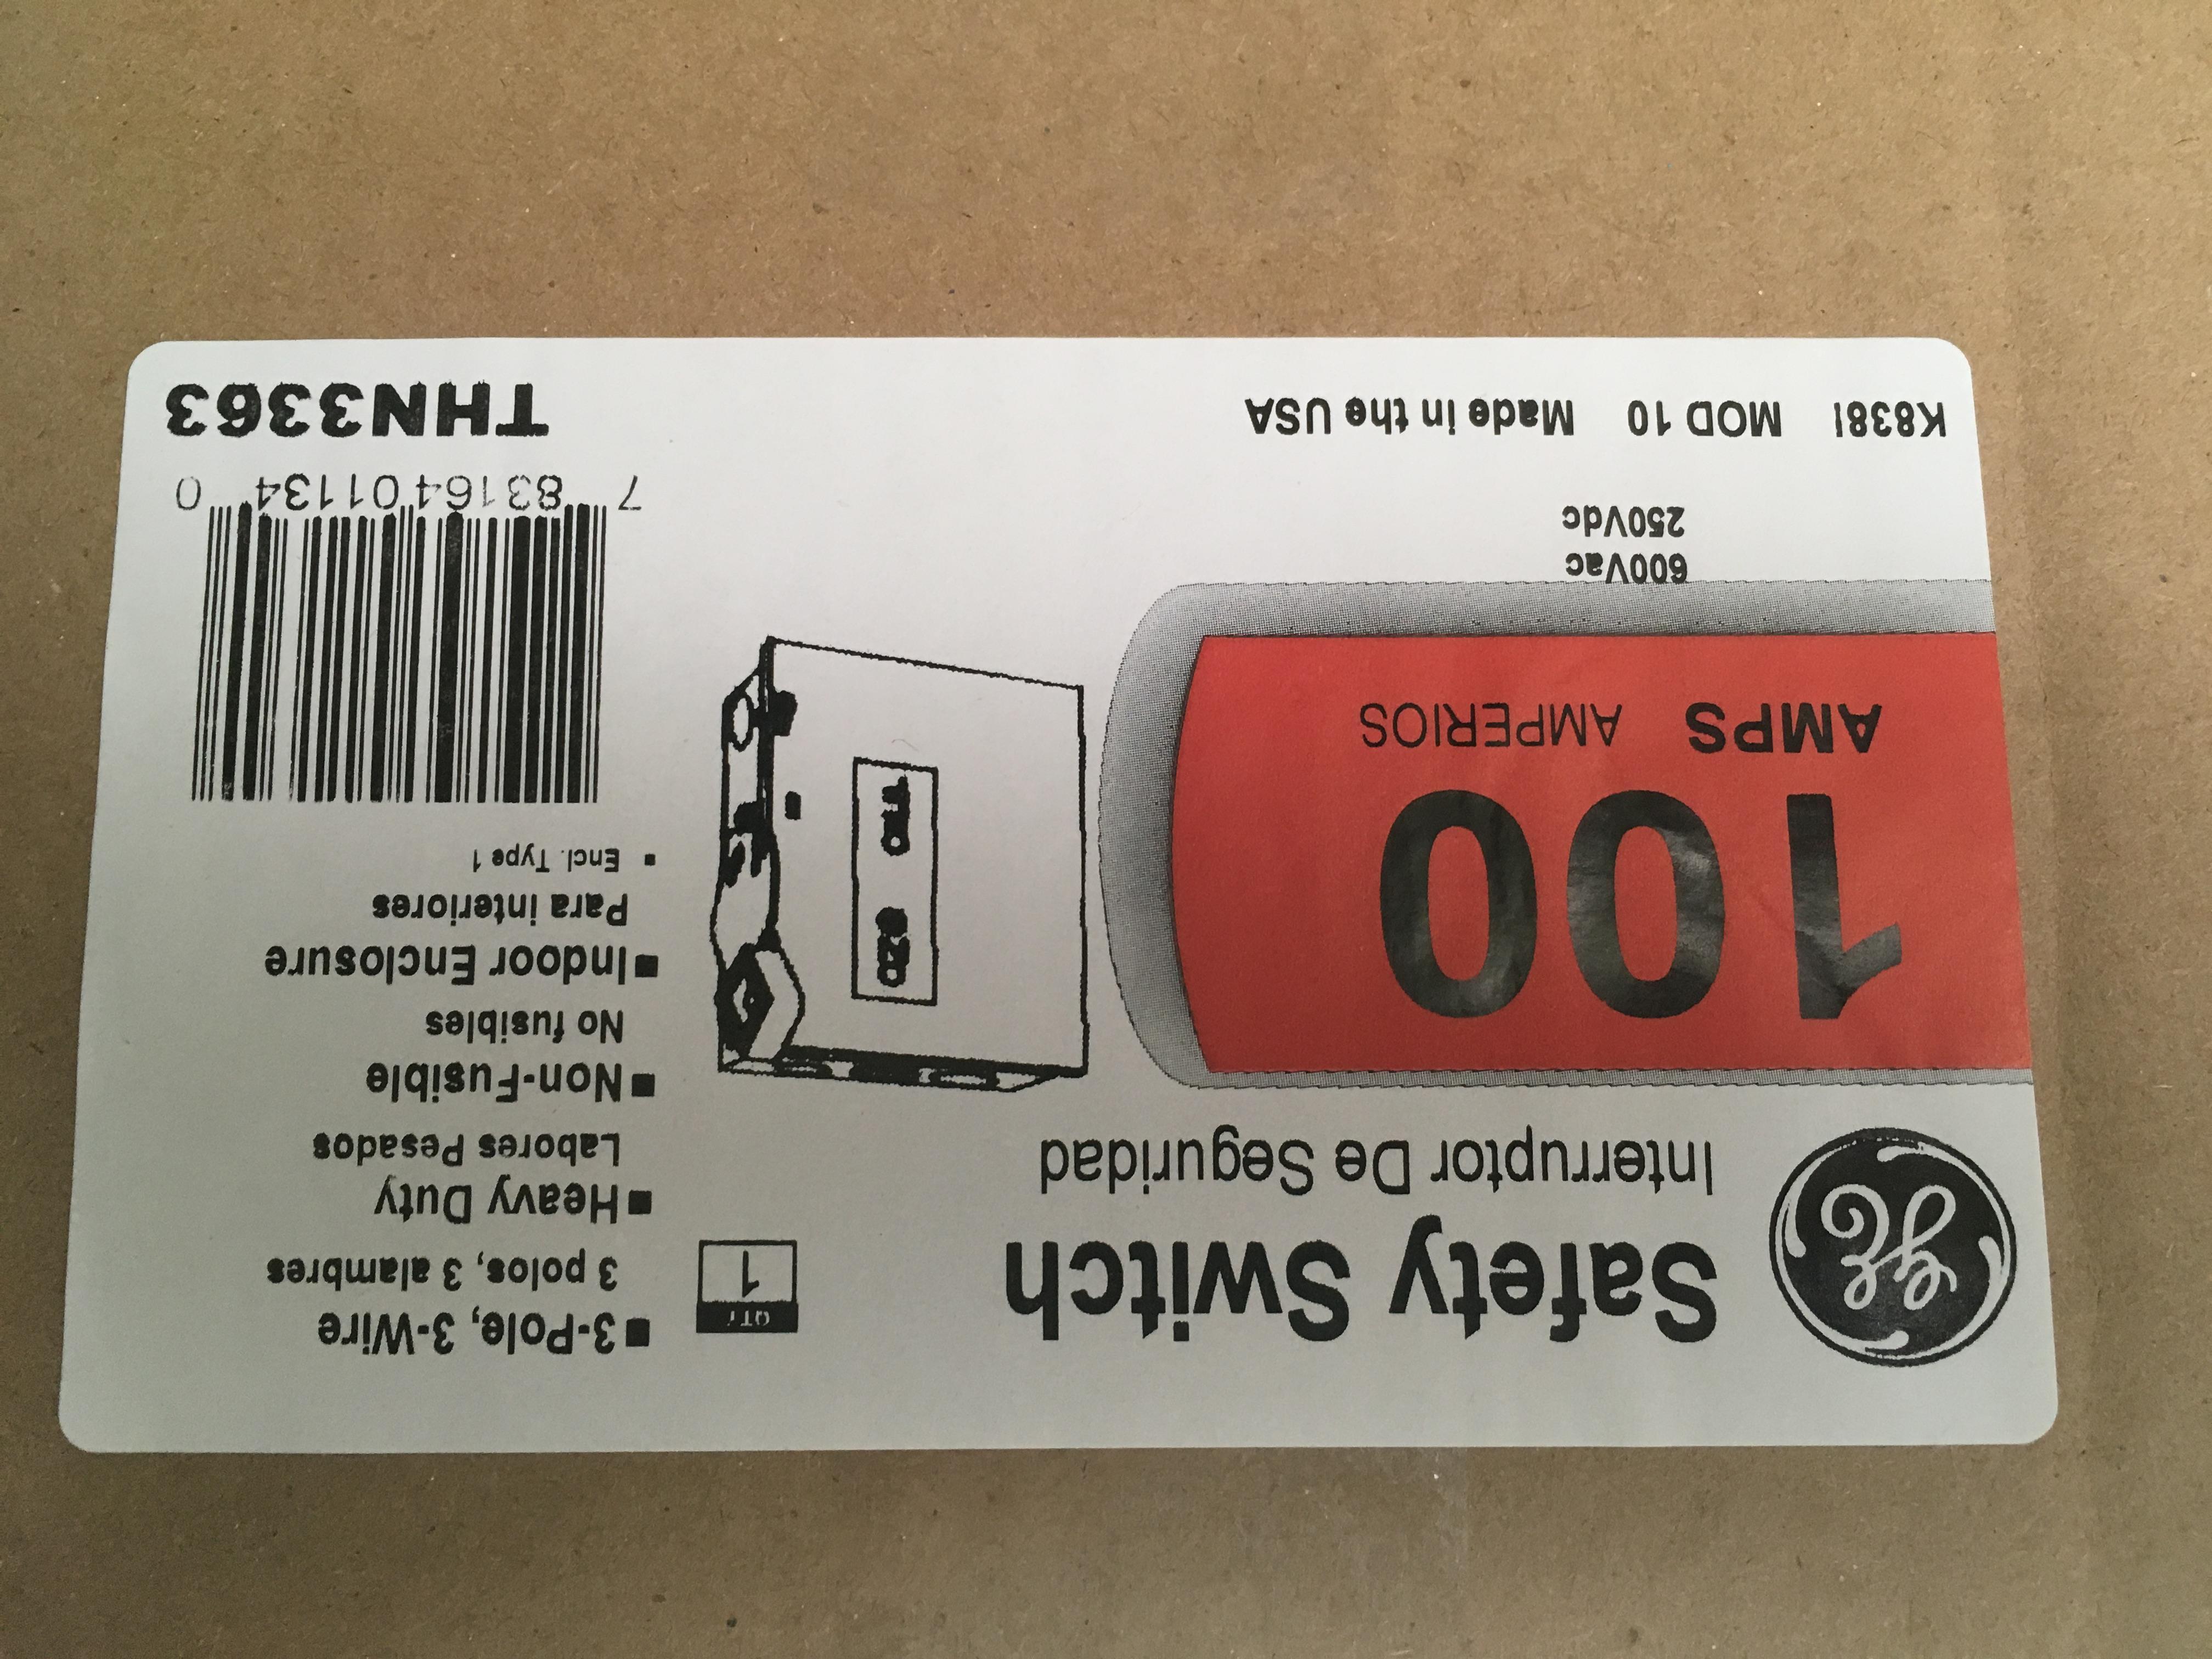 Safety Switch
Interruptor De Seguridad
100
AMPS AMPERIOS
600Vac
250Vdc
K838I MOD 10 Made in the USA
QTY
1
■ 3-Pole, 3-Wire
3 polos, 3 alambres
■ Heavy Duty
Labores Pesados
■ Non-Fusible
No fusibles
■ Indoor Enclosure
Para interiores
▪ Encl. Type 1
7 83164 01134 0
THN3363